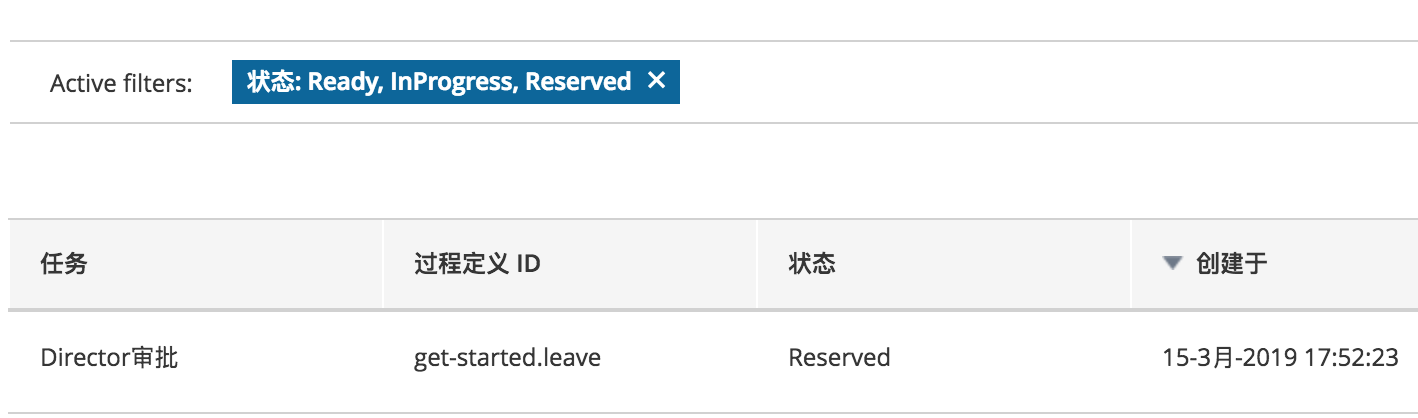 Active filters: 状态: Ready, InProgress, Reserved ✕
任务 过程定义 ID 状态 创建于
Director审批 get-started.leave Reserved 15-3月-2019 17:52:23